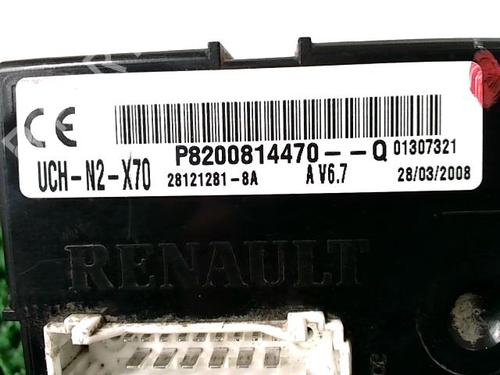 CE
P8200814470--Q 01307321
UCH-N2-X70 28121281-8A A V6.7 28/03/2008
RENAULT